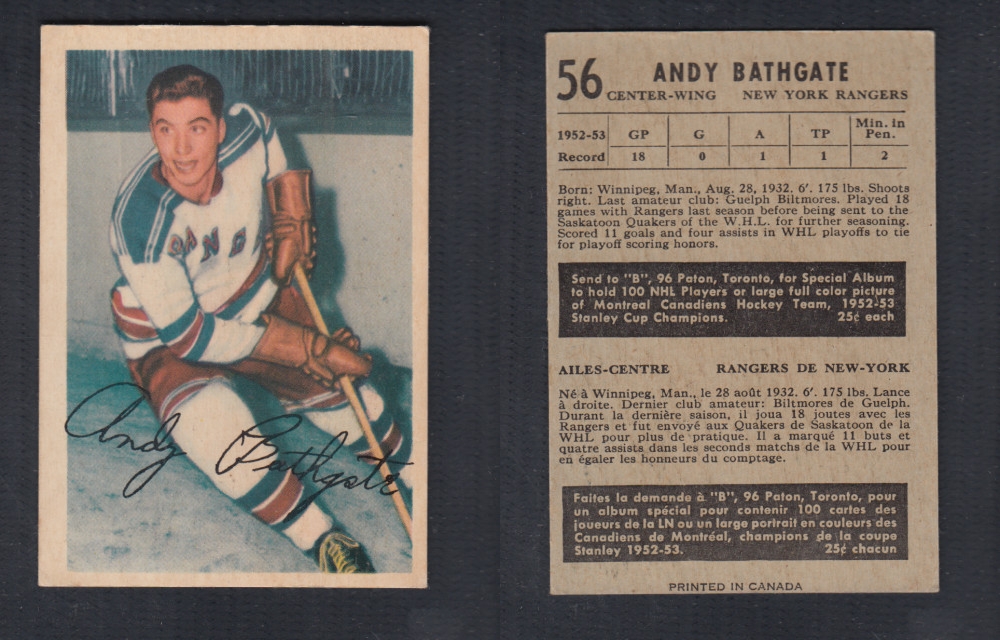 RANG
Andy Bathgate
56 ANDY BATHGATE
CENTER-WING NEW YORK RANGERS
1952-53 GP G A TP Min. in Pen.
Record 18 0 1 1 2
Born: Winnipeg, Man., Aug. 28, 1932. 6'. 175 lbs. Shoots
right. Last amateur club: Guelph Biltmores. Played 18
games with Rangers last season before being sent to the
Saskatoon Quakers of the W.H.L. for further seasoning.
Scored 11 goals and four assists in WHL playoffs to tie
for playoff scoring honors.
Send to "B", 96 Paton, Toronto, for Special Album
to hold 100 NHL Players or large full color picture
of Montreal Canadiens Hockey Team, 1952-53
Stanley Cup Champions. 25¢ each
AILES-CENTRE RANGERS DE NEW-YORK
Né à Winnipeg, Man., le 28 août 1932. 6'. 175 lbs. Lance
à droite. Dernier club amateur: Biltmores de Guelph.
Durant la dernière saison, il joua 18 joutes avec les
Rangers et fut envoyé aux Quakers de Saskatoon de la
WHL pour plus de pratique. Il a marqué 11 buts et
quatre assists dans les seconds matchs de la WHL pour
en égaler les honneurs du comptage.
Faites la demande à "B", 96 Paton, Toronto, pour
un album spécial pour contenir 100 cartes des
joueurs de la LN ou un large portrait en couleurs des
Canadiens de Montréal, champions de la coupe
Stanley 1952-53. 25¢ chacun
PRINTED IN CANADA